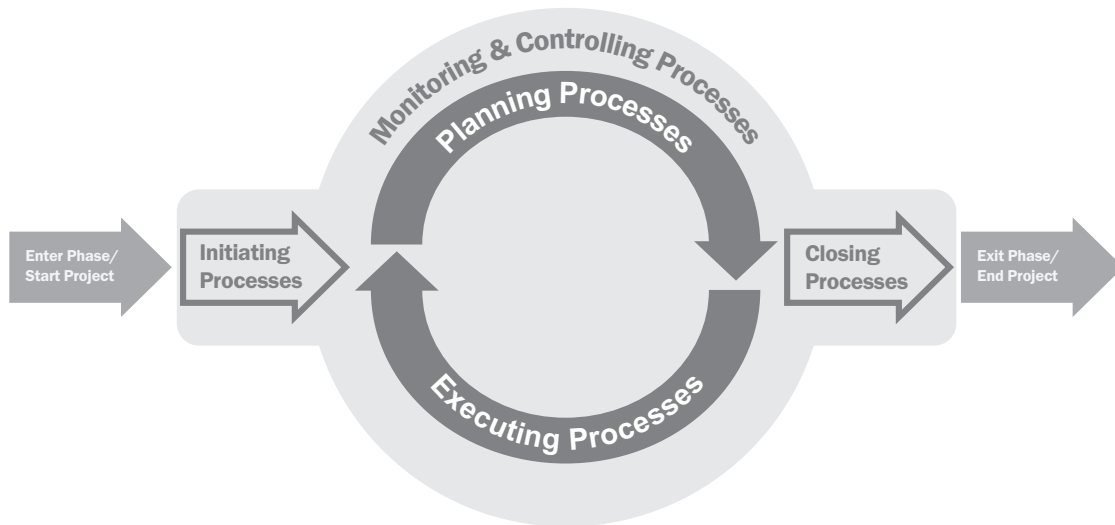 Monitoring & Controlling Processes
Planning Processes
Enter Phase/
Start Project
Initiating
Processes
Closing
Processes
Exit Phase/
End Project
Executing Processes